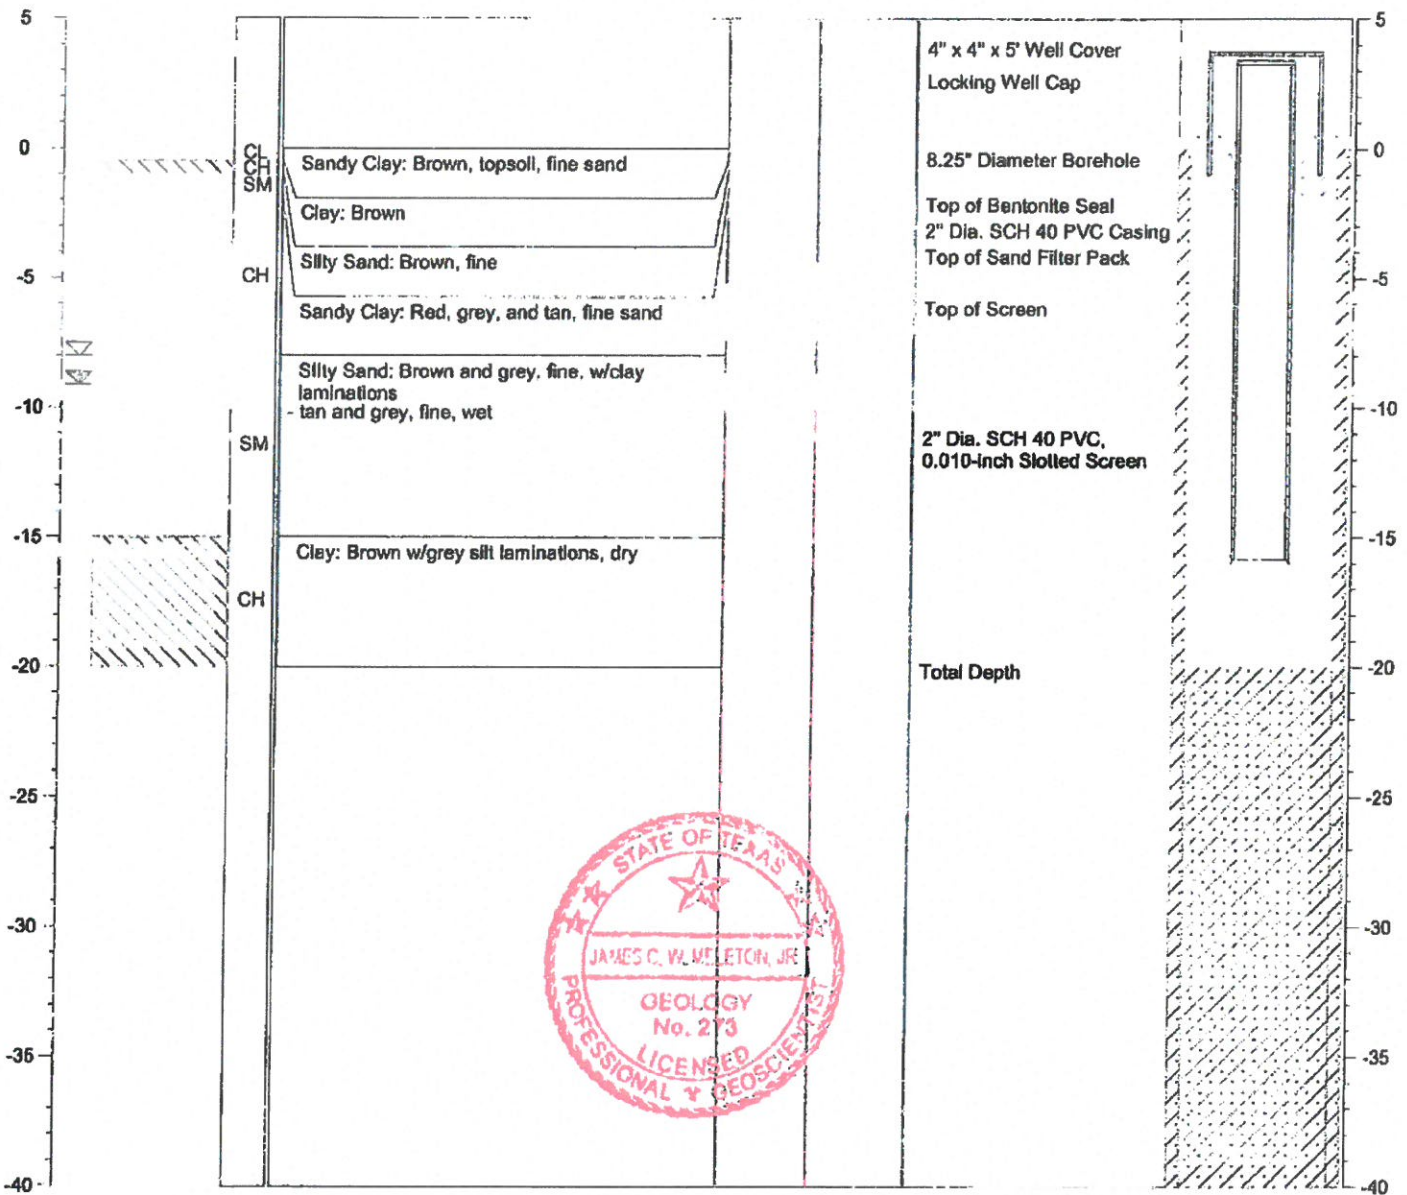 5
0
-5
-10
-15
-20
-25
-30
-35
-40
CL
CH
SM
CH
SM
CH
Sandy Clay: Brown, topsoil, fine sand
Clay: Brown
Silty Sand: Brown, fine
Sandy Clay: Red, grey, and tan, fine sand
Silty Sand: Brown and grey, fine, w/clay
laminations
- tan and grey, fine, wet
Clay: Brown w/grey silt laminations, dry
4" x 4" x 5' Well Cover
Locking Well Cap
8.25" Diameter Borehole
Top of Bentonite Seal
2" Dia. SCH 40 PVC Casing
Top of Sand Filter Pack
Top of Screen
2" Dia. SCH 40 PVC,
0.010-inch Slotted Screen
Total Depth
5
0
-5
-10
-15
-20
-25
-30
-35
-40
STATE OF TEXAS
JAMES C. W. MELETON, JR
GEOLOGY
No. 273
LICENSED
PROFESSIONAL GEOSCIENTIST